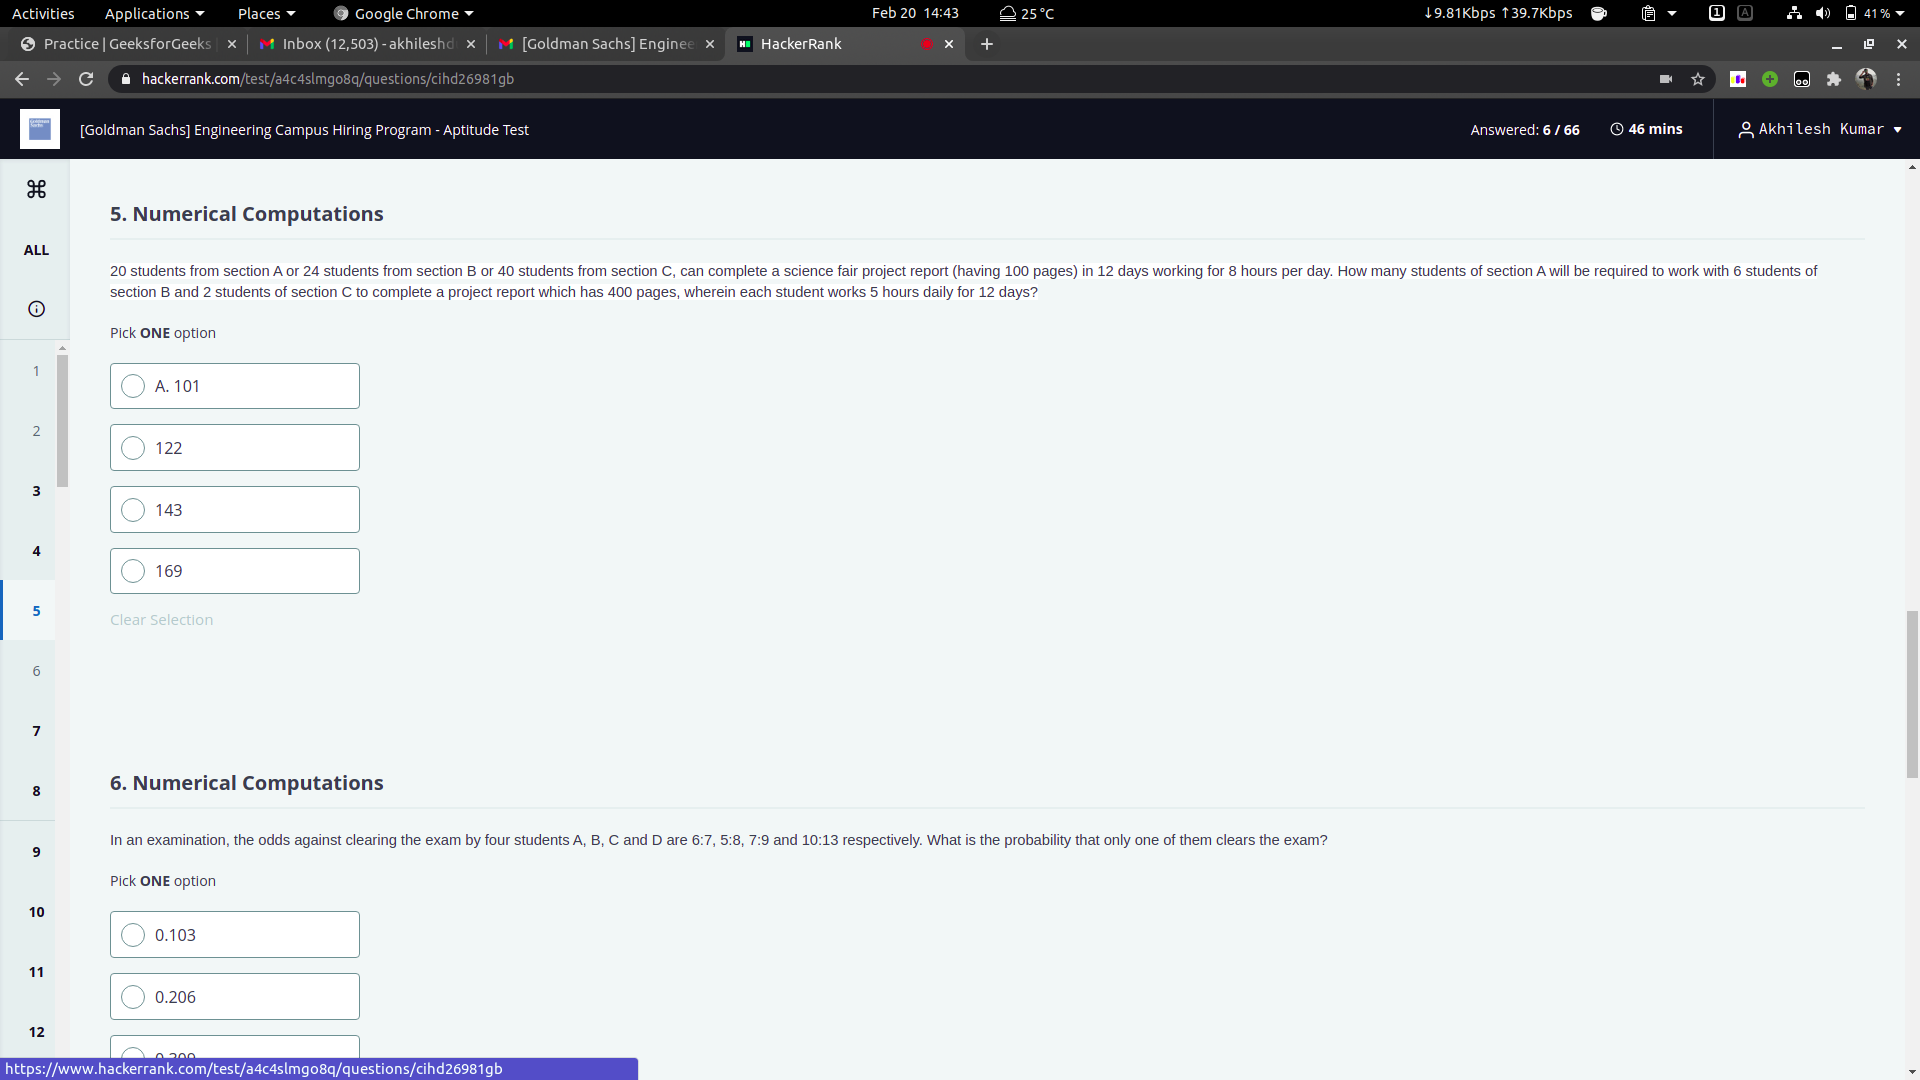 Activities Applications Places Google Chrome Feb 20 14:43 25 °C ↓9.81Kbps ↑39.7Kbps 1 A 41 %
Practice | GeeksforGeeks Inbox (12,503) - akhileshd [Goldman Sachs] Enginee HackerRank
hackerrank.com/test/a4c4slmgo8q/questions/cihd26981gb
[Goldman Sachs] Engineering Campus Hiring Program - Aptitude Test Answered: 6 / 66 46 mins Akhilesh Kumar
ALL
1
2
3
4
5
6
7
8
9
10
11
12
5. Numerical Computations
20 students from section A or 24 students from section B or 40 students from section C, can complete a science fair project report (having 100 pages) in 12 days working for 8 hours per day. How many students of section A will be required to work with 6 students of
section B and 2 students of section C to complete a project report which has 400 pages, wherein each student works 5 hours daily for 12 days?
Pick ONE option
A. 101
122
143
169
Clear Selection
6. Numerical Computations
In an examination, the odds against clearing the exam by four students A, B, C and D are 6:7, 5:8, 7:9 and 10:13 respectively. What is the probability that only one of them clears the exam?
Pick ONE option
0.103
0.206
https://www.hackerrank.com/test/a4c4slmgo8q/questions/cihd26981gb